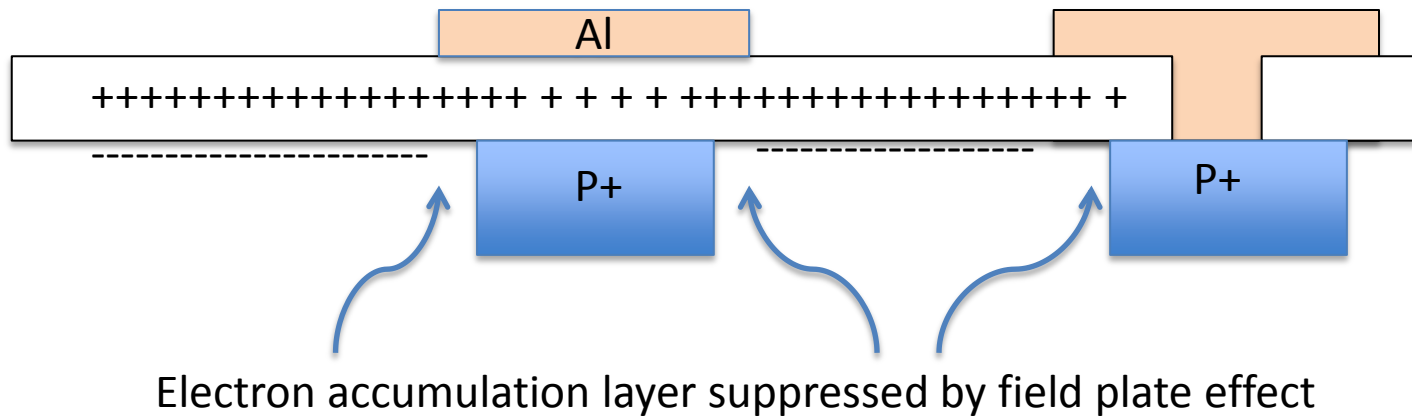 Al
++++++++++++++++++ + + + + +++++++++++++++++ +
----------------------- -------------------
P+ P+
Electron accumulation layer suppressed by field plate effect